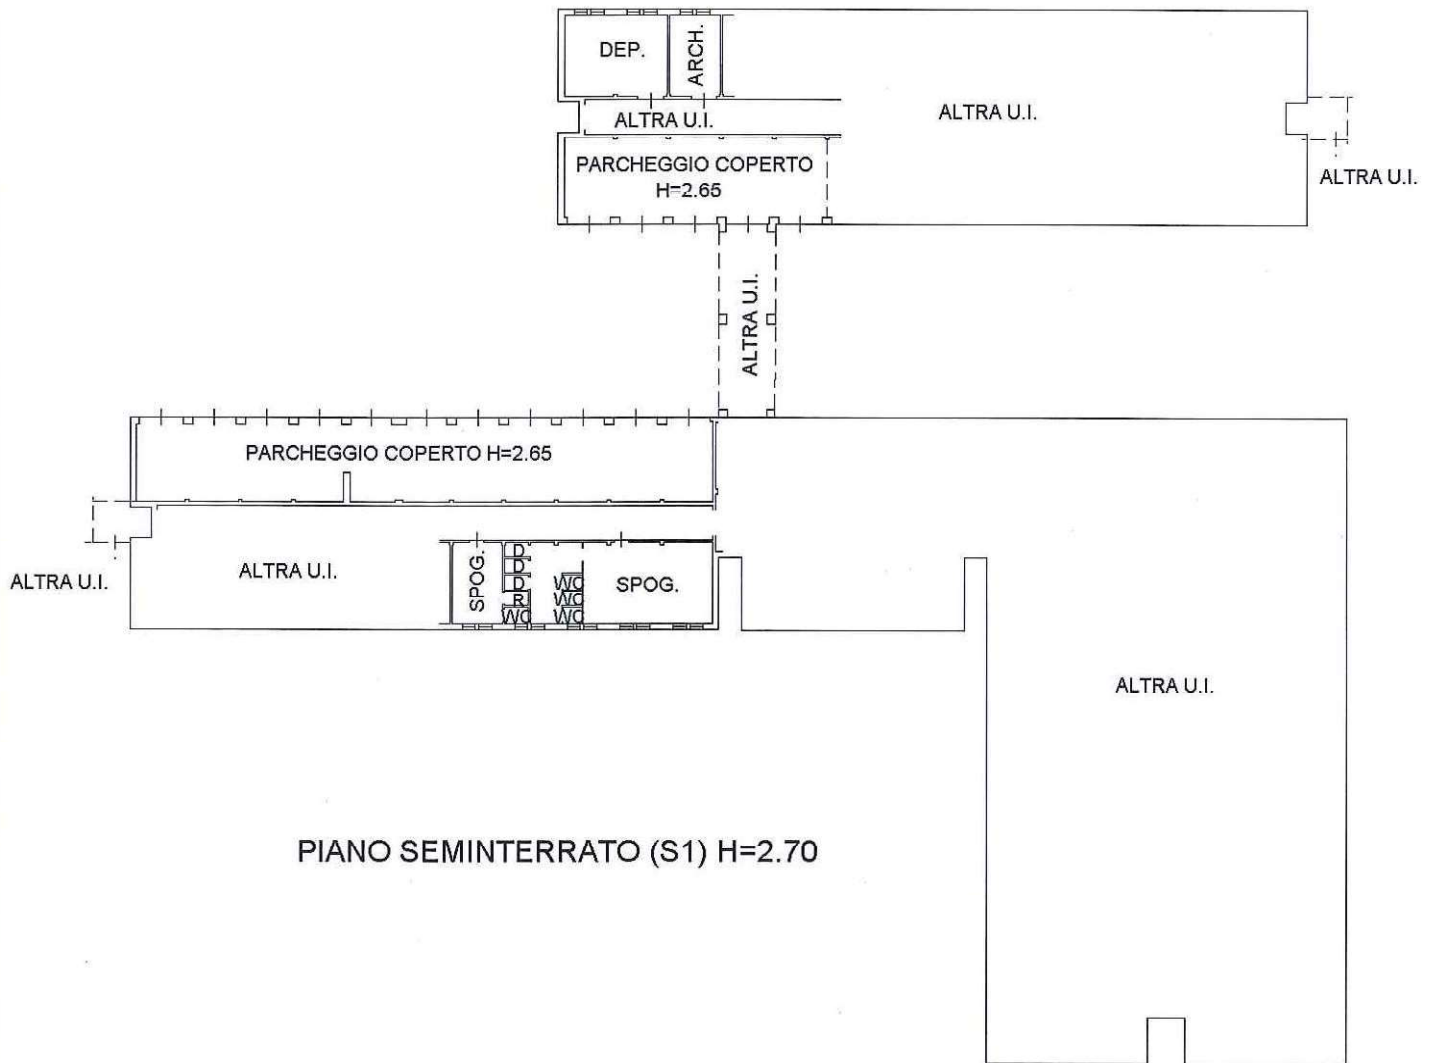 DEP.
ARCH.
ALTRA U.I.
ALTRA U.I.
PARCHEGGIO COPERTO
H=2.65
ALTRA U.I.
ALTRA U.I.
PARCHEGGIO COPERTO H=2.65
ALTRA U.I.
ALTRA U.I.
SPOG.
D
D
D
R
WC
WC
WC
WC
SPOG.
ALTRA U.I.
PIANO SEMINTERRATO (S1) H=2.70